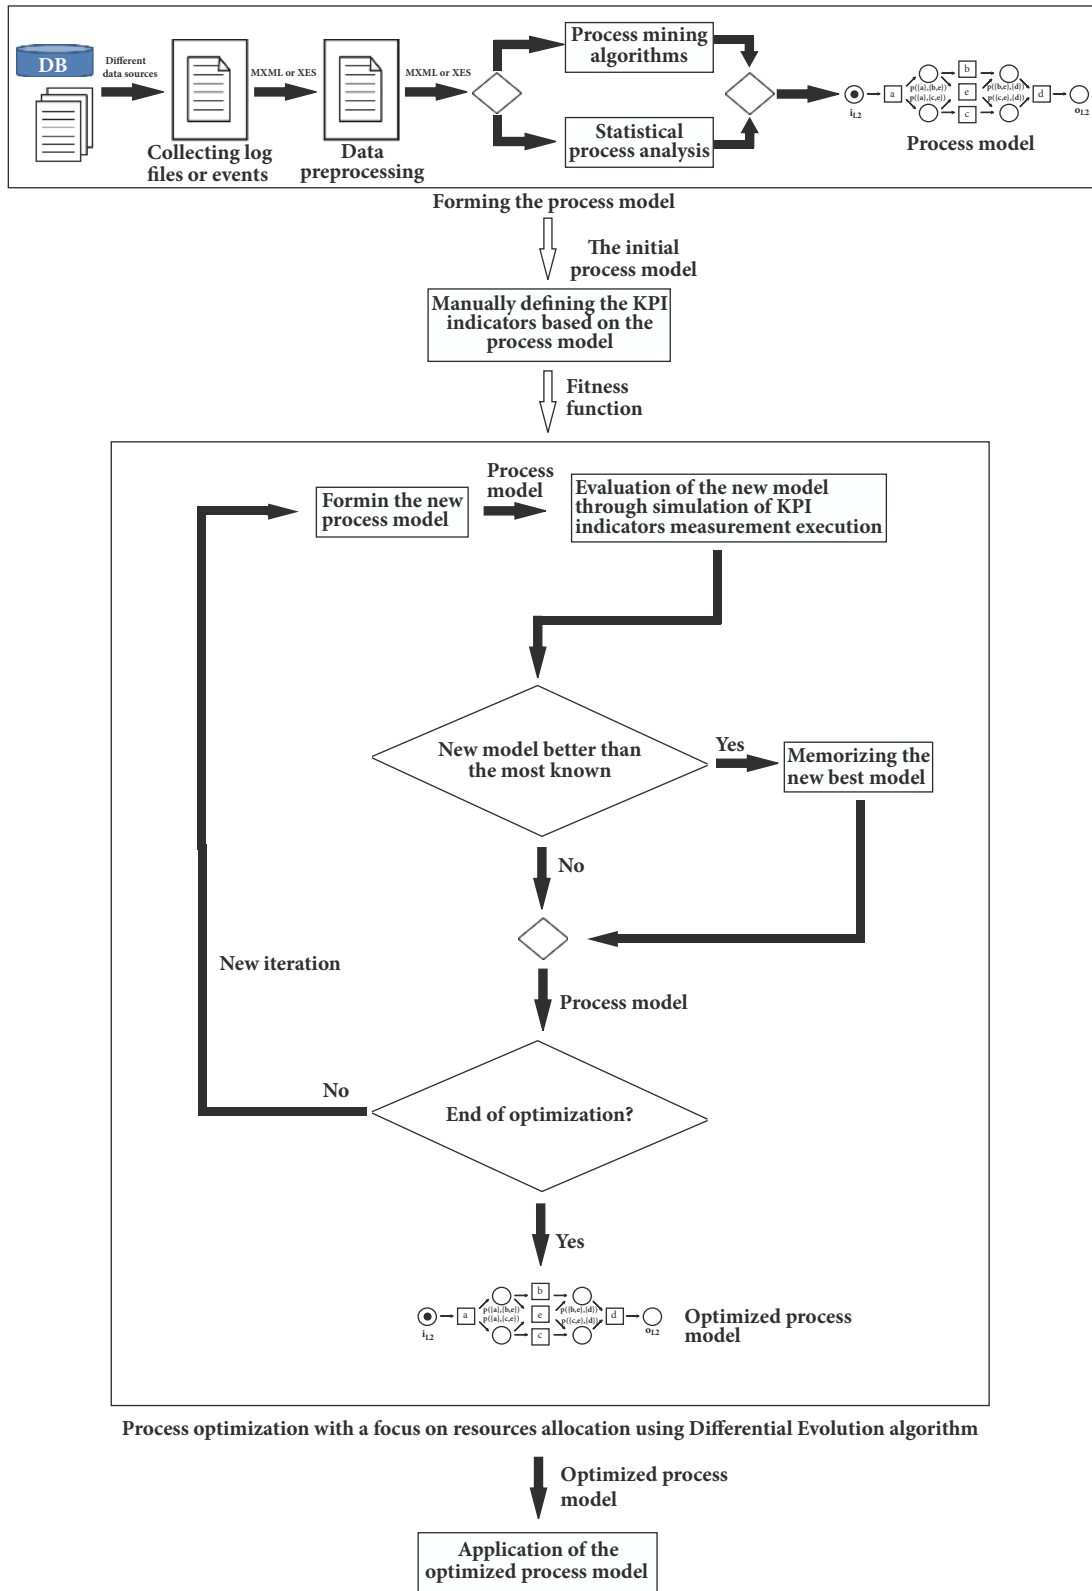 DB
Different
data sources
Collecting log
files or events
MXML or XES
Data
preprocessing
MXML or XES
Process mining
algorithms
Statistical
process analysis
i_L2
a
p({a},{b,e})
p({a},{c,e})
b
e
c
p({b,e},{d})
p({c,e},{d})
d
o_L2
Process model
Forming the process model
The initial
process model
Manually defining the KPI
indicators based on the
process model
Fitness
function
Formin the new
process model
Process
model
Evaluation of the new model
through simulation of KPI
indicators measurement execution
New model better than
the most known
Yes
Memorizing the
new best model
No
New iteration
Process model
No
End of optimization?
Yes
i_L2
a
p({a},{b,e})
p({a},{c,e})
b
e
c
p({b,e},{d})
p({c,e},{d})
d
o_L2
Optimized process
model
Process optimization with a focus on resources allocation using Differential Evolution algorithm
Optimized process
model
Application of the
optimized process model